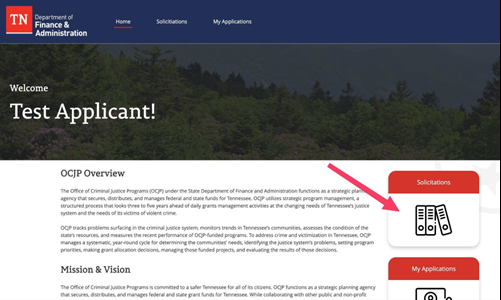 TN
Department of
Finance &
Administration
Home
Solicitations
My Applications
Welcome
Test Applicant!
OCJP Overview
The Office of Criminal Justice Programs (OCJP) under the State Department of Finance and Administration functions as a strategic planning
agency that secures, distributes, and manages federal and state funds for Tennessee. OCJP utilizes strategic program management, a
structured process that looks three to five years ahead of daily grants management activities at the changing needs of Tennessee's justice
system and the needs of its victims of violent crime.
OCJP tracks problems surfacing in the criminal justice system, monitors trends in Tennessee's communities, assesses the condition of the
state's resources, and measures the recent performance of OCJP-funded programs. To address crime and victimization in Tennessee, OCJP
manages a systematic, year-round cycle for determining the communities' needs, identifying the justice system's problems, setting program
priorities, making grant allocation decisions, managing those funded projects, and evaluating the results of those decisions.
Mission & Vision
The Office of Criminal Justice Programs is committed to a safer Tennessee for all of its citizens. OCJP functions as a strategic planning agency
that secures, distributes, and manages federal and state grant funds for Tennessee. While collaborating with other public and non-profit
Solicitations
My Applications